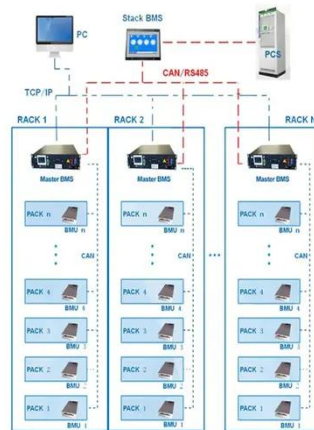 Stack BMS
PC
PCS
CAN/RS485
TCP/IP
RACK 1
RACK 2
RACK N
Master BMS
Master BMS
Master BMS
PACK n
BMU n
PACK n
BMU n
PACK n
BMU n
CAN
CAN
CAN
PACK 4
BMU 4
PACK 4
BMU 4
PACK 4
BMU 4
PACK 3
BMU 3
PACK 3
BMU 3
PACK 3
BMU 3
PACK 2
BMU 2
PACK 2
BMU 2
PACK 2
BMU 2
PACK 1
BMU 1
PACK 1
BMU 1
PACK 1
BMU 1